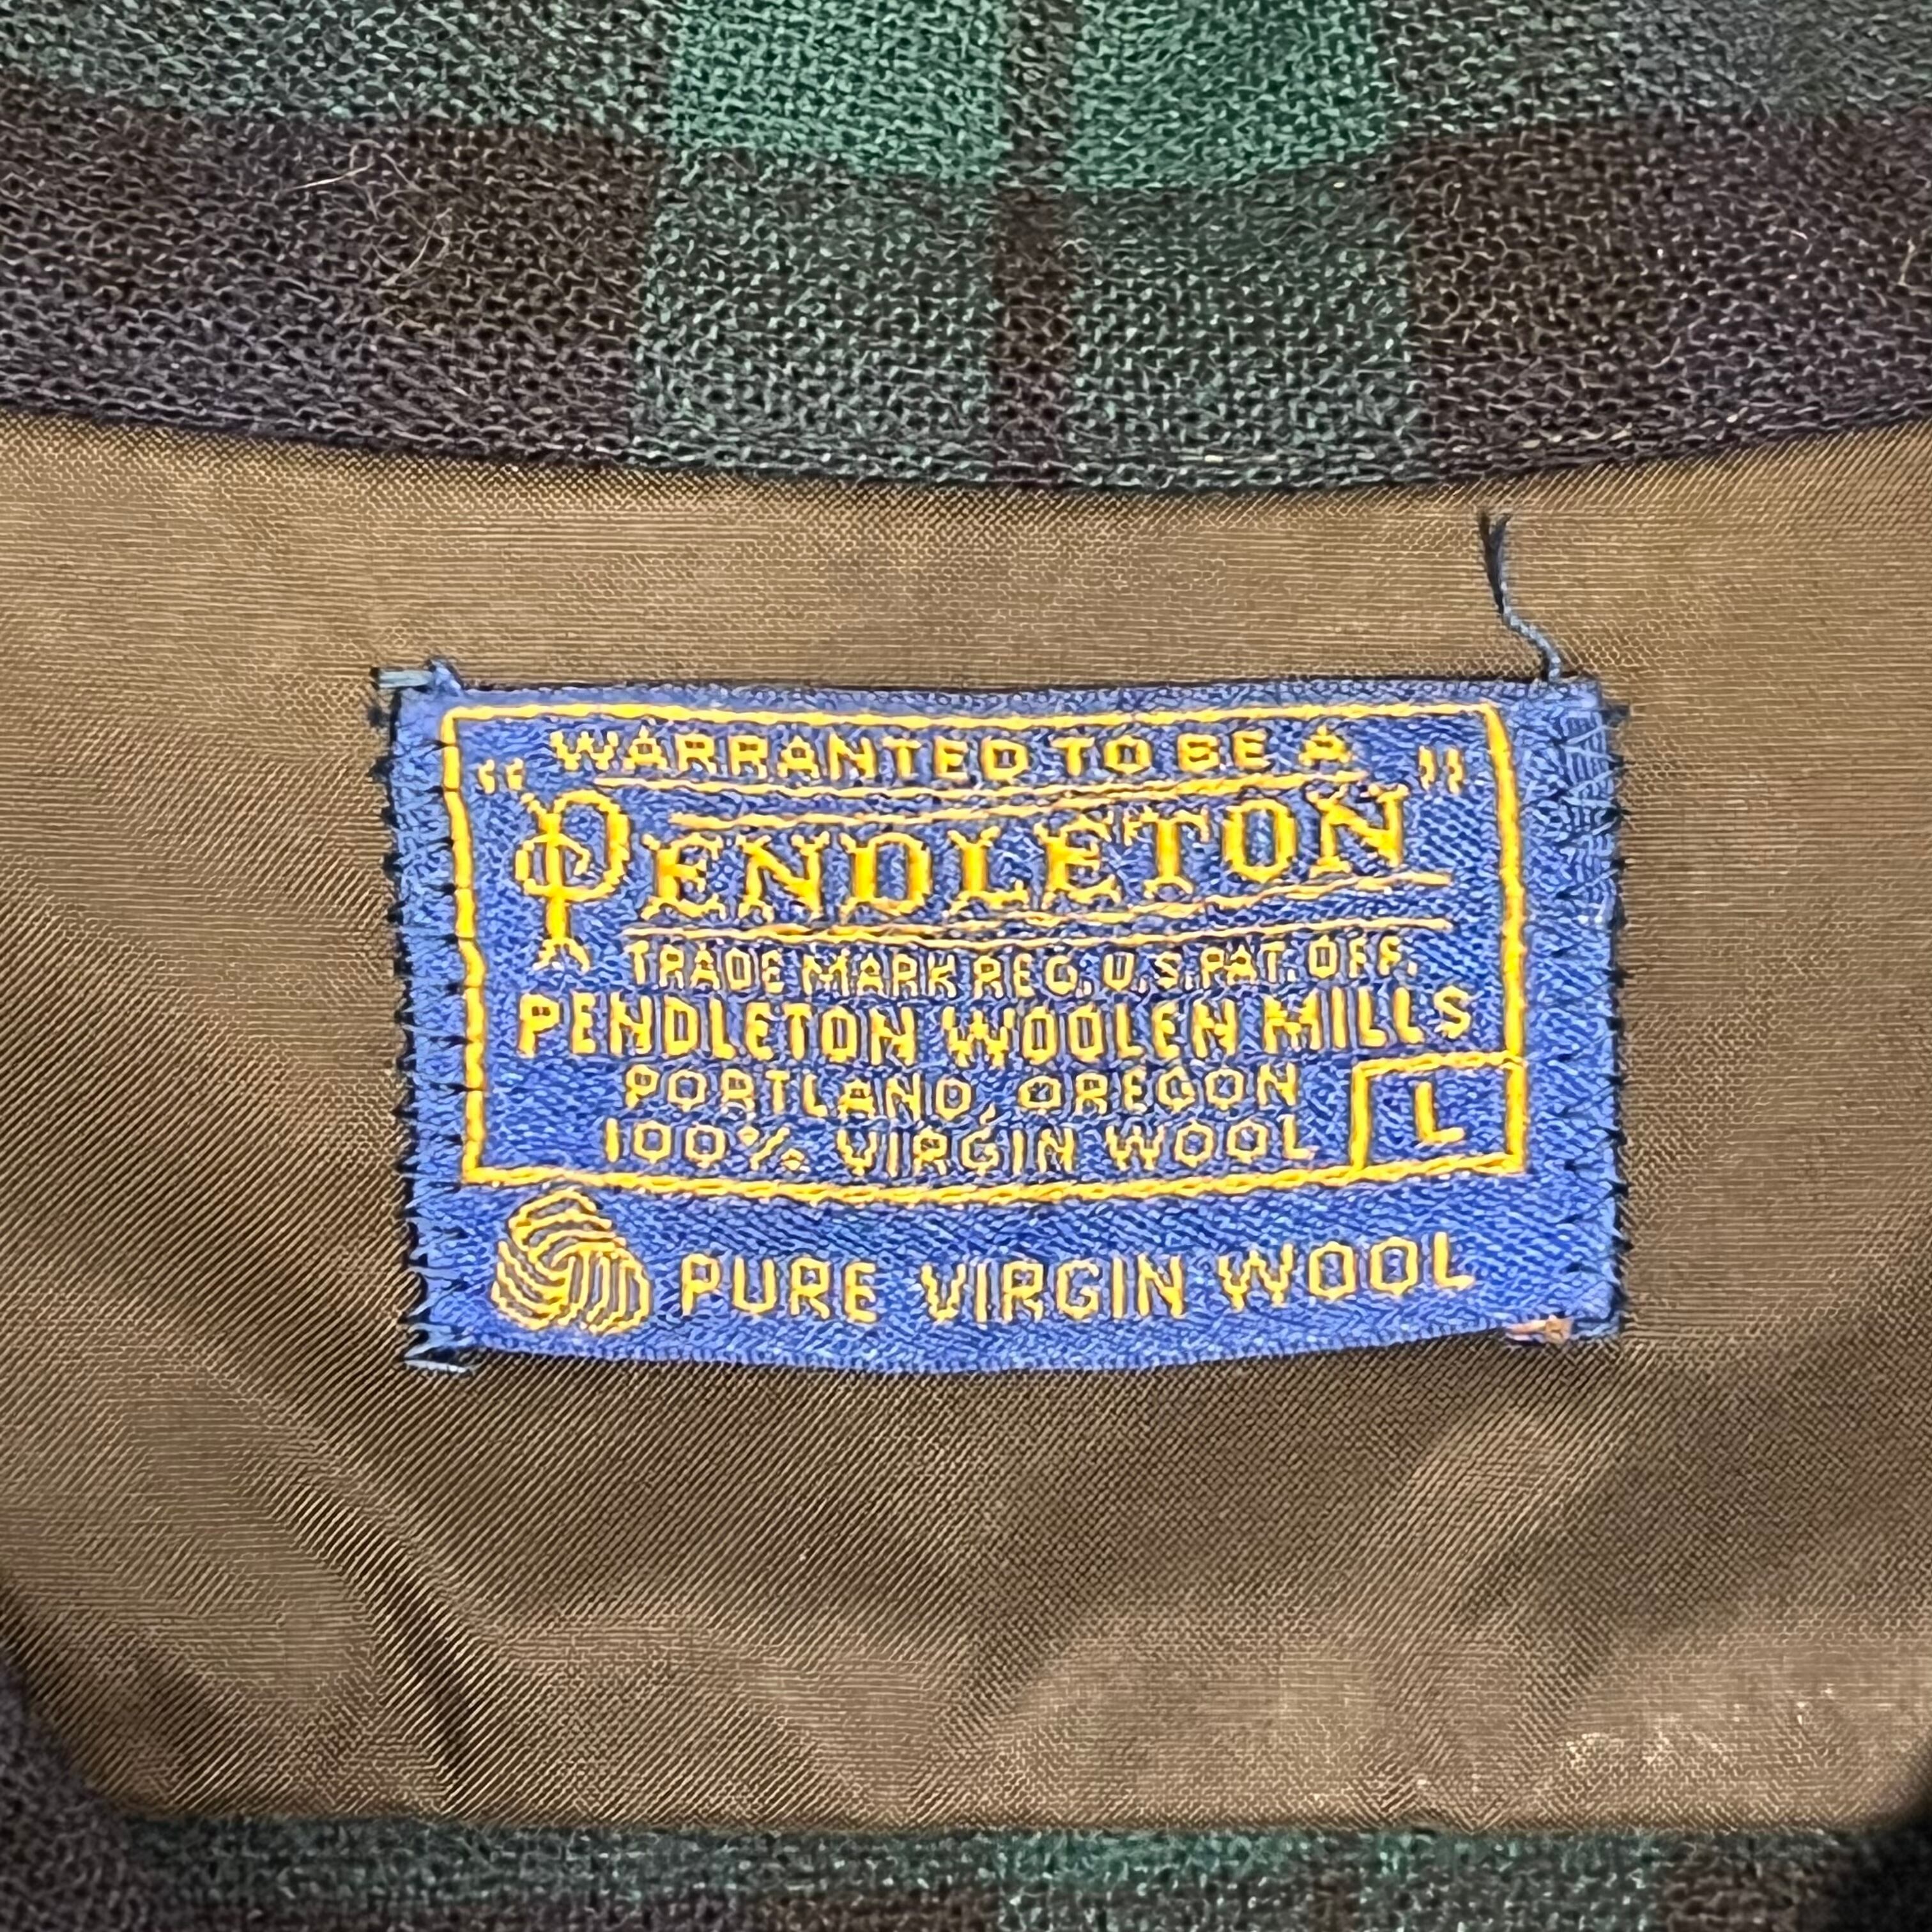 WARRANTED TO BE A
"PENDLETON"
TRADE MARK REG. U.S. PAT. OFF.
PENDLETON WOOLEN MILLS
PORTLAND, OREGON
100% VIRGIN WOOL
L
PURE VIRGIN WOOL